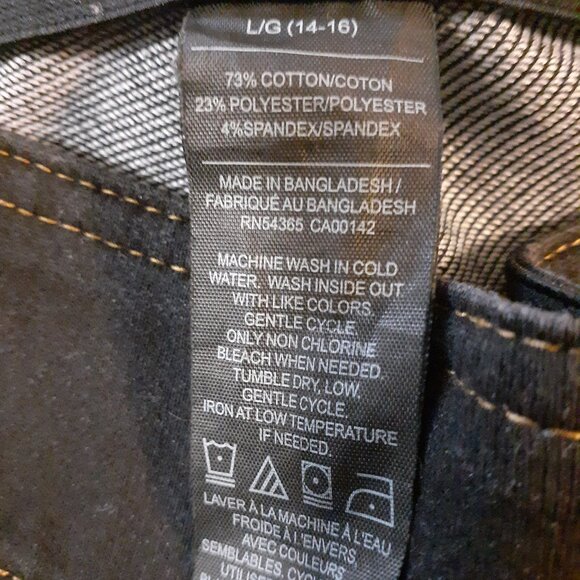 L/G (14-16)
73% COTTON/COTON
23% POLYESTER/POLYESTER
4%SPANDEX/SPANDEX
MADE IN BANGLADESH /
FABRIQUE AU BANGLADESH
RN54365 CA00142
MACHINE WASH IN COLD
WATER. WASH INSIDE OUT
WITH LIKE COLORS.
GENTLE CYCLE.
ONLY NON CHLORINE
BLEACH WHEN NEEDED.
TUMBLE DRY, LOW.
GENTLE CYCLE.
IRON AT LOW TEMPERATURE
IF NEEDED.
LAVER À LA MACHINE À L'EAU
FROIDE À L'ENVERS,
AVEC COULEURS
SEMBLABLES. CYCLE